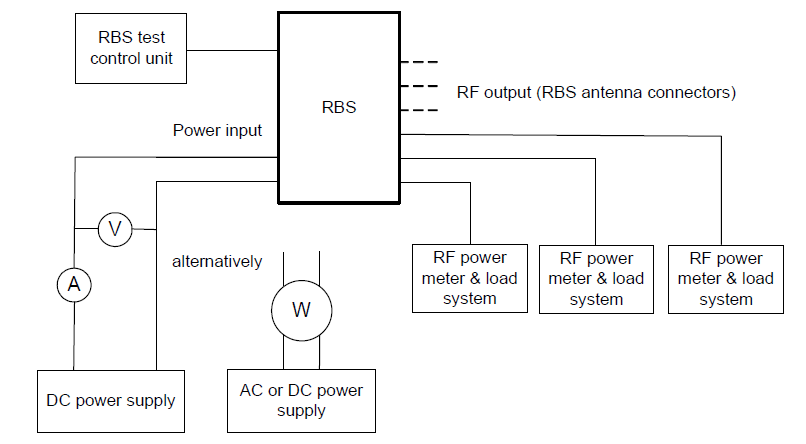 RBS test
control unit
RBS
RF output (RBS antenna connectors)
Power input
V
alternatively
A
W
RF power
meter & load
system
RF power
meter & load
system
RF power
meter & load
system
DC power supply
AC or DC power
supply